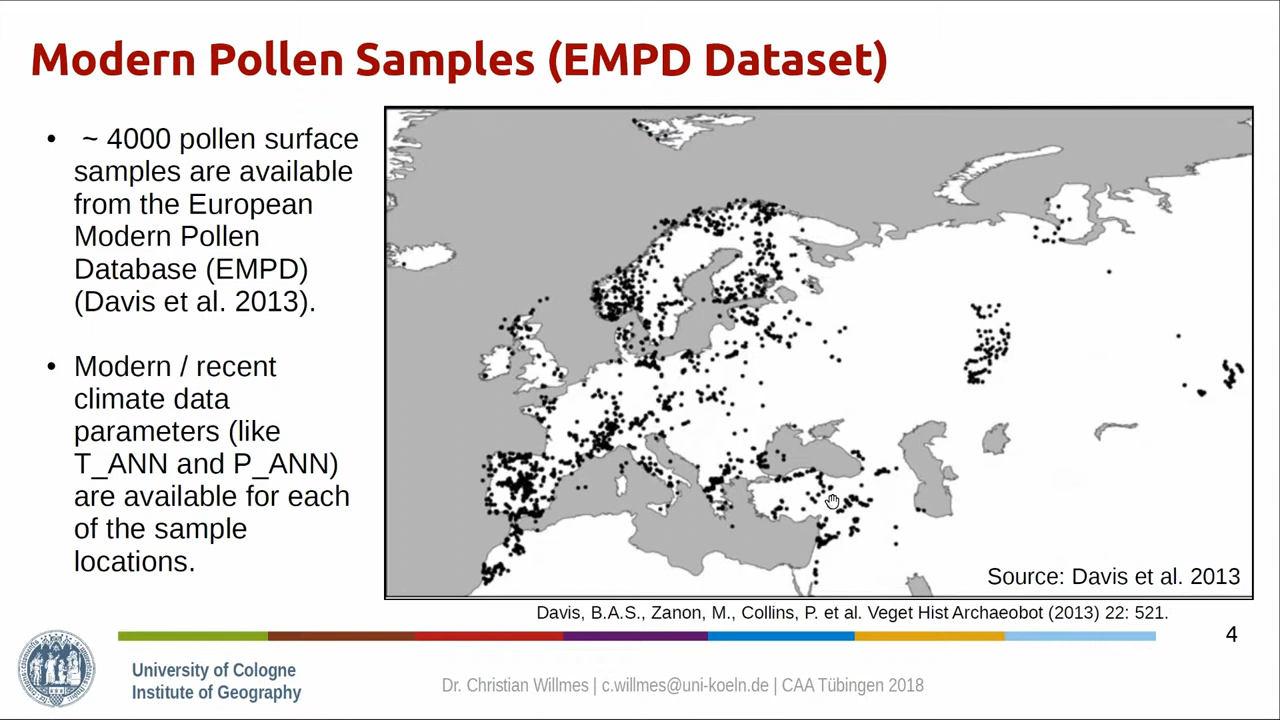 Modern Pollen Samples (EMPD Dataset)
• ~ 4000 pollen surface
samples are available
from the European
Modern Pollen
Database (EMPD)
(Davis et al. 2013).
• Modern / recent
climate data
parameters (like
T_ANN and P_ANN)
are available for each
of the sample
locations.
Source: Davis et al. 2013
Davis, B.A.S., Zanon, M., Collins, P. et al. Veget Hist Archaeobot (2013) 22: 521.
4
University of Cologne
Institute of Geography
Dr. Christian Willmes | c.willmes@uni-koeln.de | CAA Tübingen 2018